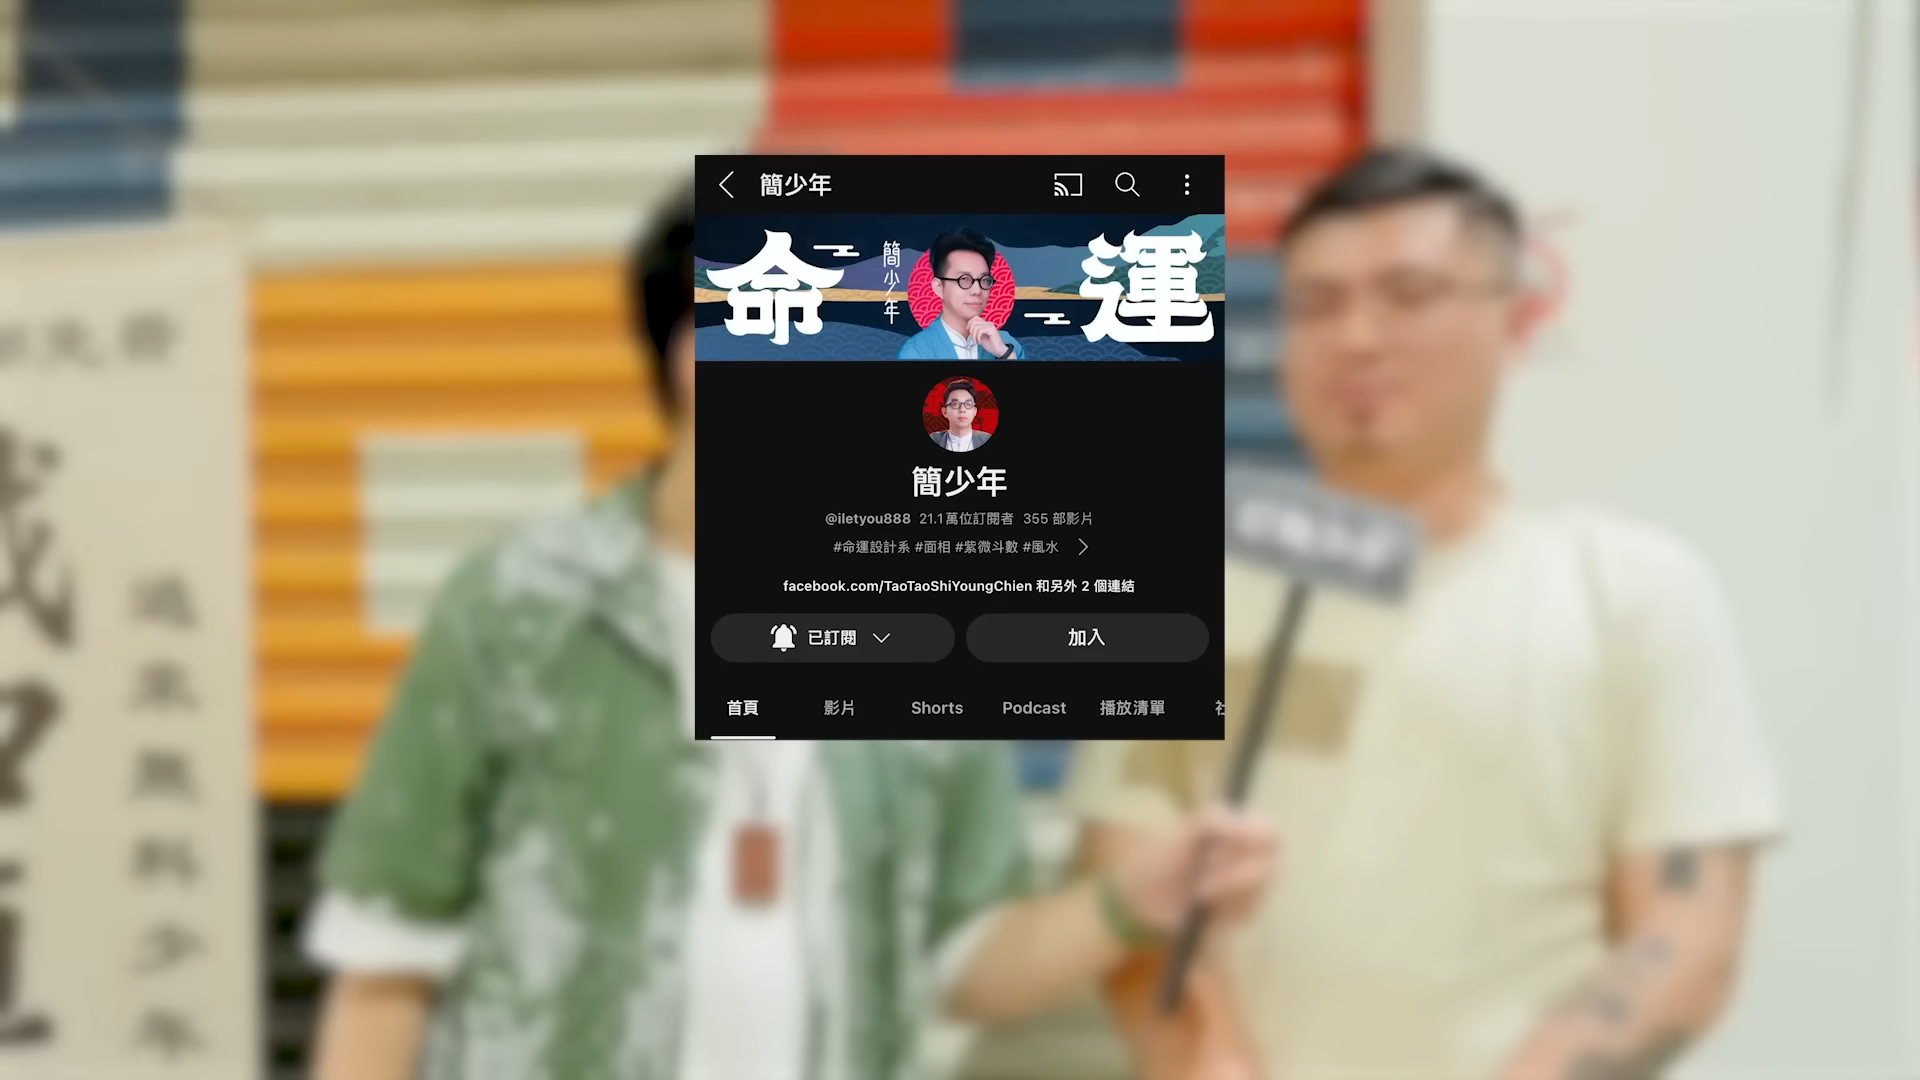 簡少年
命 簡少年 運
簡少年
@iletyou888 21.1萬位訂閱者 355 部影片
#命運設計系 #面相 #紫微斗數 #風水
facebook.com/TaoTaoShiYoungChien 和另外 2 個連結
已訂閱
加入
首頁 影片 Shorts Podcast 播放清單